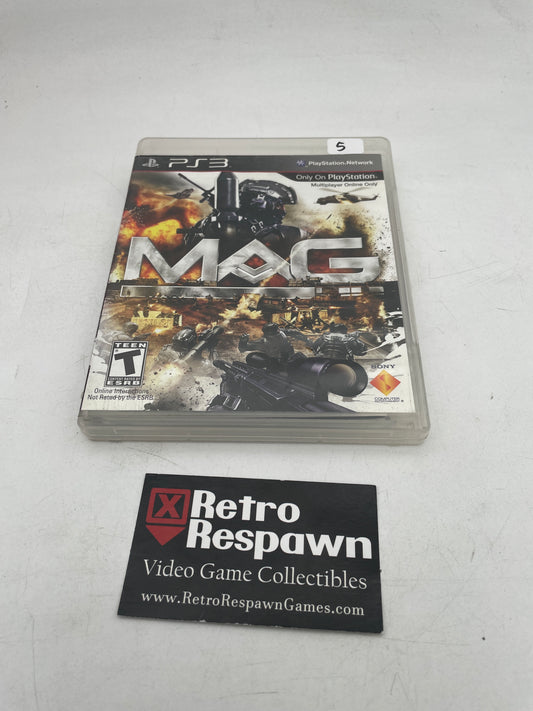 5
PS3
PlayStation Network
Only On PlayStation
Multiplayer Online Only
MAG
TEEN
T
ESRB
Online Interactions
Not Rated by the ESRB
SONY
COMPUTER
Retro
Respawn
Video Game Collectibles
www.RetroRespawnGames.com